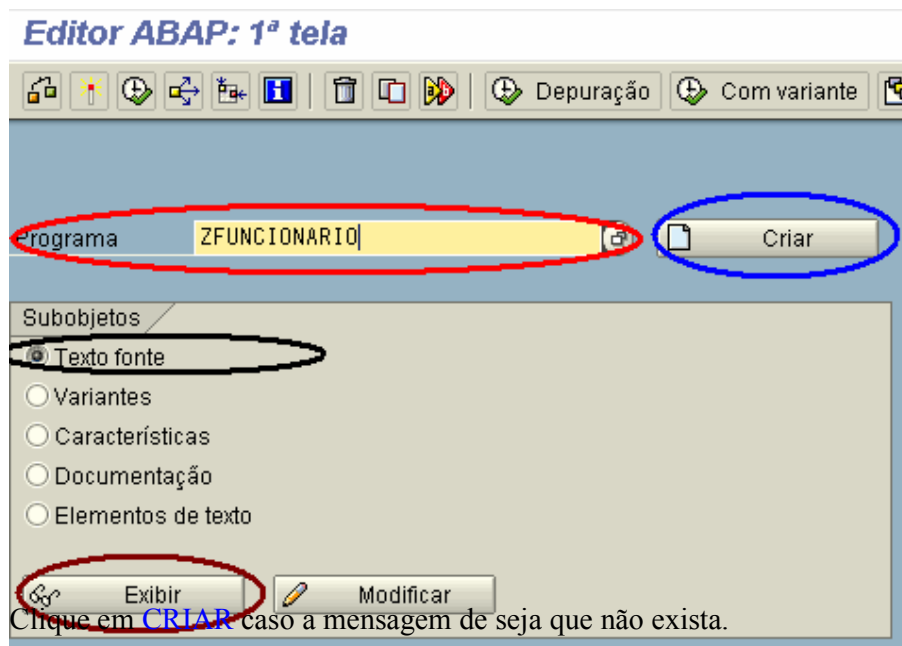 Editor ABAP: 1ª tela
Depuração Com variante
Programa ZFUNCIONARIO Criar
Subobjetos
Texto fonte
Variantes
Características
Documentação
Elementos de texto
Exibir Modificar
Clique em CRIAR caso a mensagem de seja que não exista.